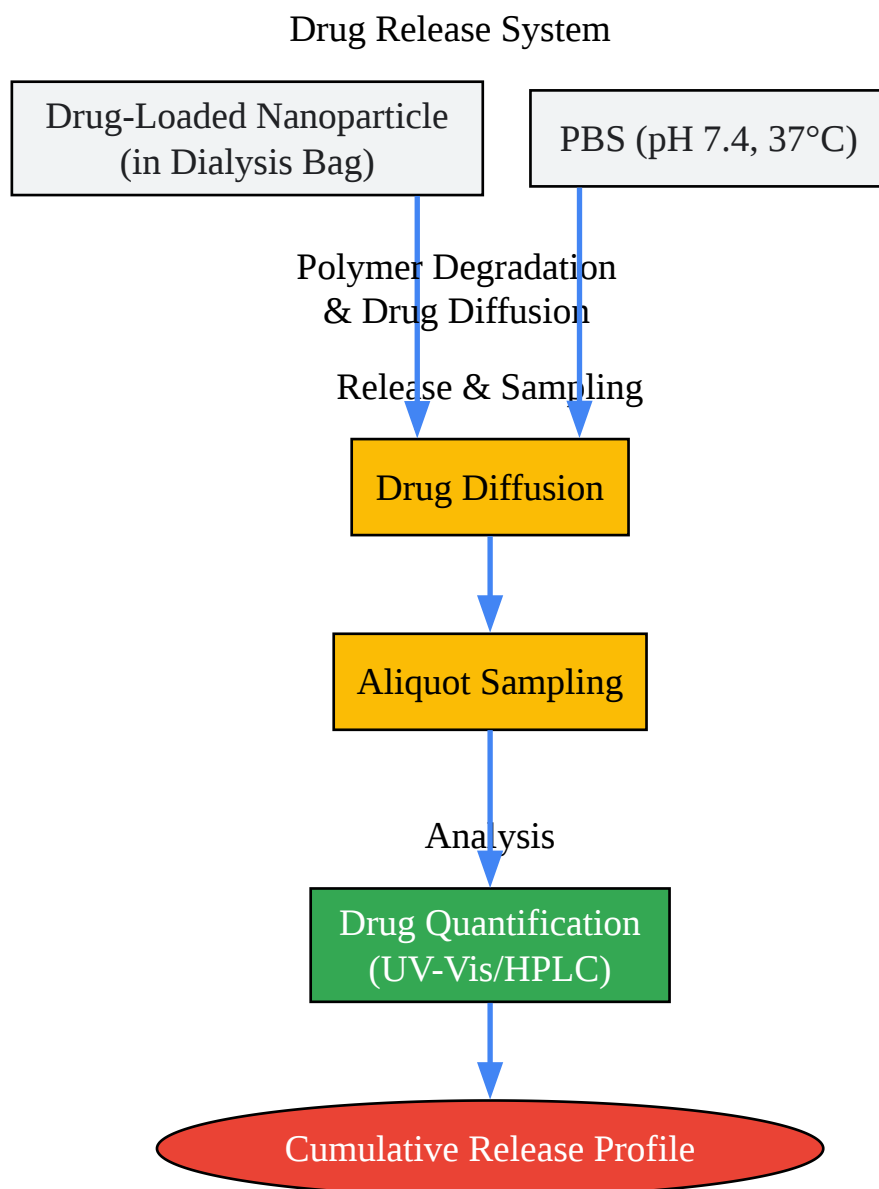 Drug Release System
Drug-Loaded Nanoparticle
(in Dialysis Bag)
PBS (pH 7.4, 37°C)
Polymer Degradation
& Drug Diffusion
Release & Sampling
Drug Diffusion
Aliquot Sampling
Analysis
Drug Quantification
(UV-Vis/HPLC)
Cumulative Release Profile